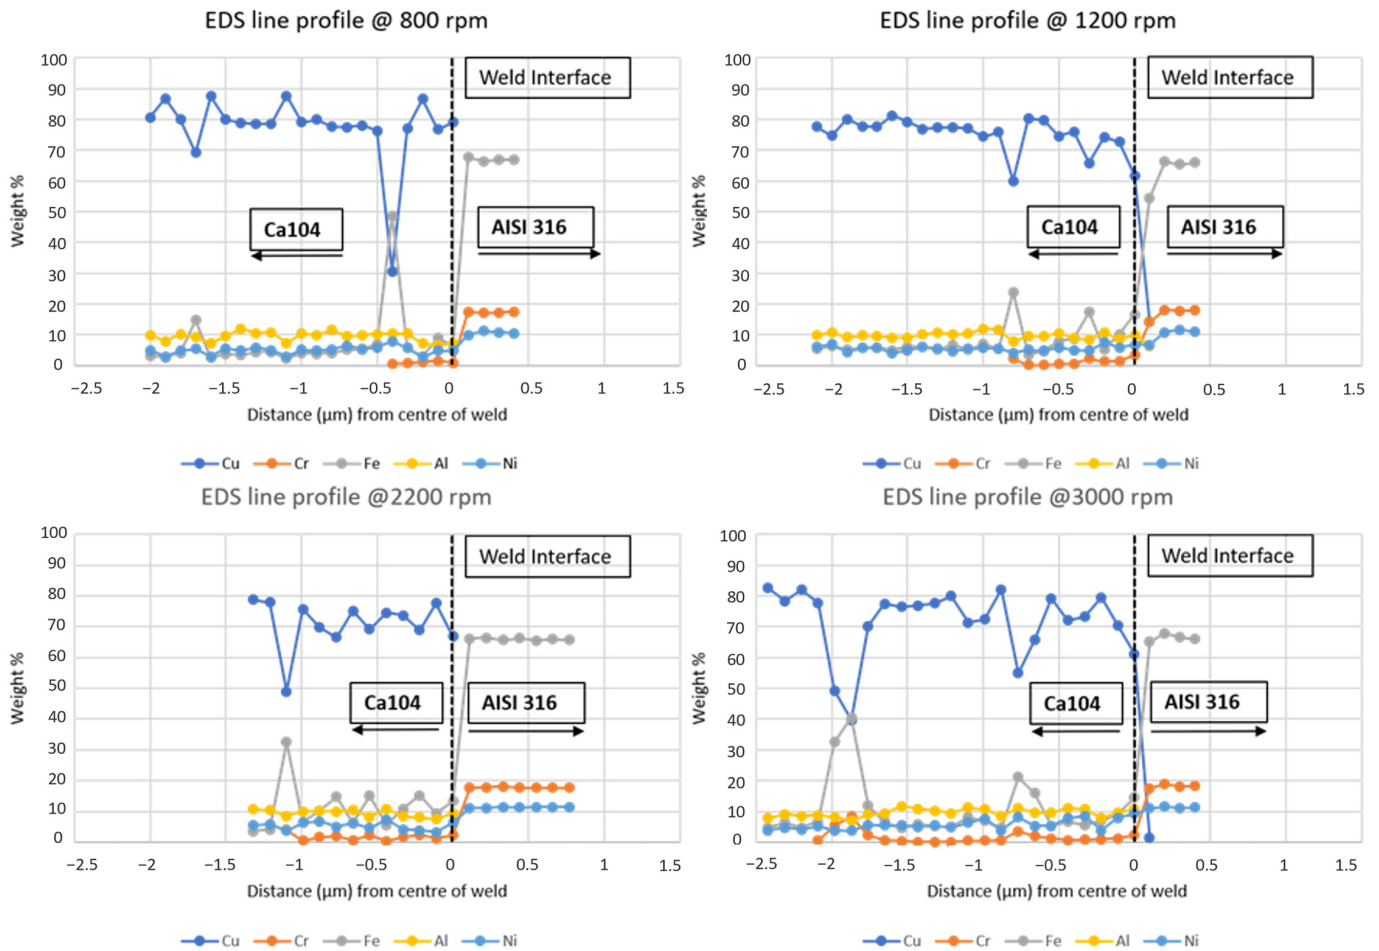 EDS line profile @ 800 rpm
100
90
80
70
60
50
40
30
20
10
0
Weight %
Weld Interface
Ca104
AISI 316
−2.5 −2 −1.5 −1 −0.5 0 0.5 1 1.5
Distance (μm) from centre of weld
Cu Cr Fe Al Ni
EDS line profile @ 1200 rpm
100
90
80
70
60
50
40
30
20
10
0
Weight %
Weld Interface
Ca104
AISI 316
−2.5 −2 −1.5 −1 −0.5 0 0.5 1 1.5
Distance (μm) from centre of weld
Cu Cr Fe Al Ni
EDS line profile @2200 rpm
100
90
80
70
60
50
40
30
20
10
0
Weight %
Weld Interface
Ca104
AISI 316
−2.5 −2 −1.5 −1 −0.5 0 0.5 1 1.5
Distance (μm) from centre of weld
Cu Cr Fe Al Ni
EDS line profile @3000 rpm
100
90
80
70
60
50
40
30
20
10
0
Weight %
Weld Interface
Ca104
AISI 316
−2.5 −2 −1.5 −1 −0.5 0 0.5 1 1.5
Distance (μm) from centre of weld
Cu Cr Fe Al Ni